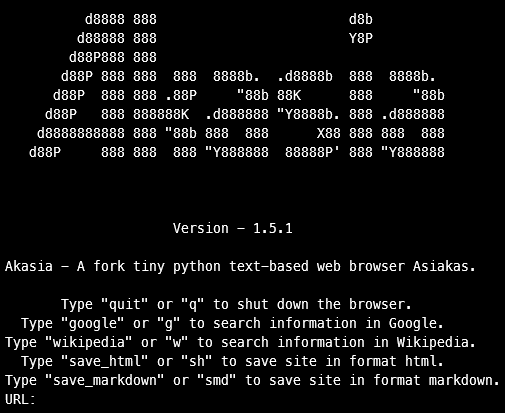 d8888 888                        d8b
         d88888 888                        Y8P
        d88P888 888
       d88P 888 888  888  8888b.  .d8888b  888  8888b.
      d88P  888 888 .88P     "88b 88K      888     "88b
     d88P   888 888888K  .d888888 "Y8888b. 888 .d888888
    d8888888888 888 "88b 888  888      X88 888 888  888
   d88P     888 888  888 "Y888888  88888P' 888 "Y888888
Version - 1.5.1
Akasia - A fork tiny python text-based web browser Asiakas.
Type "quit" or "q" to shut down the browser.
Type "google" or "g" to search information in Google.
Type "wikipedia" or "w" to search information in Wikipedia.
Type "save_html" or "sh" to save site in format html.
Type "save_markdown" or "smd" to save site in format markdown.
URL: